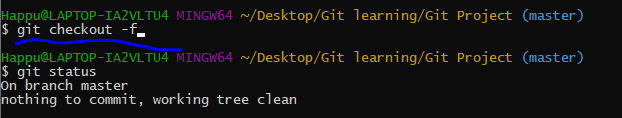 Happu@LAPTOP-IA2VLTU4 MINGW64 ~/Desktop/Git learning/Git Project (master)
$ git checkout -f
Happu@LAPTOP-IA2VLTU4 MINGW64 ~/Desktop/Git learning/Git Project (master)
$ git status
On branch master
nothing to commit, working tree clean